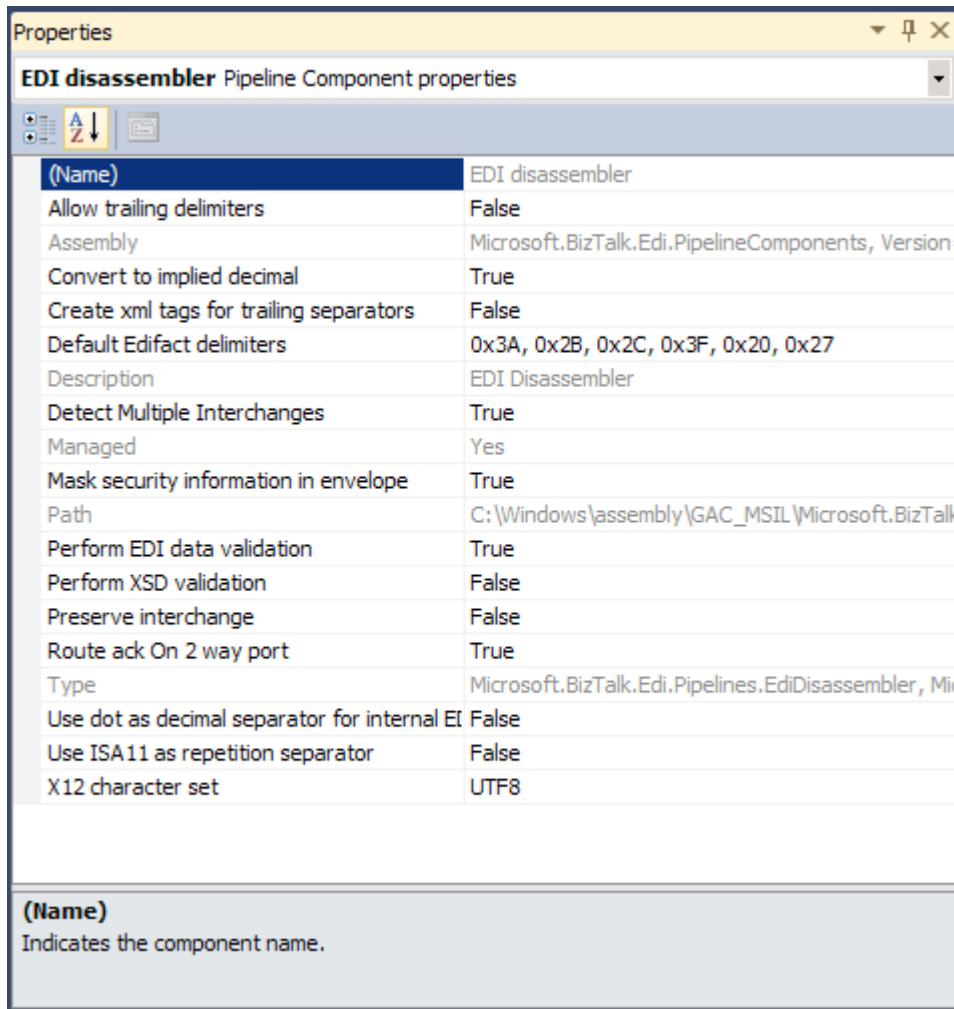 Properties
EDI disassembler Pipeline Component properties
(Name) EDI disassembler
Allow trailing delimiters False
Assembly Microsoft.BizTalk.Edi.PipelineComponents, Version
Convert to implied decimal True
Create xml tags for trailing separators False
Default Edifact delimiters 0x3A, 0x2B, 0x2C, 0x3F, 0x20, 0x27
Description EDI Disassembler
Detect Multiple Interchanges True
Managed Yes
Mask security information in envelope True
Path C:\Windows\assembly\GAC_MSIL\Microsoft.BizTalk
Perform EDI data validation True
Perform XSD validation False
Preserve interchange False
Route ack On 2 way port True
Type Microsoft.BizTalk.Edi.Pipelines.EdiDisassembler, Mi
Use dot as decimal separator for internal False
Use ISA11 as repetition separator False
X12 character set UTF8
(Name)
Indicates the component name.